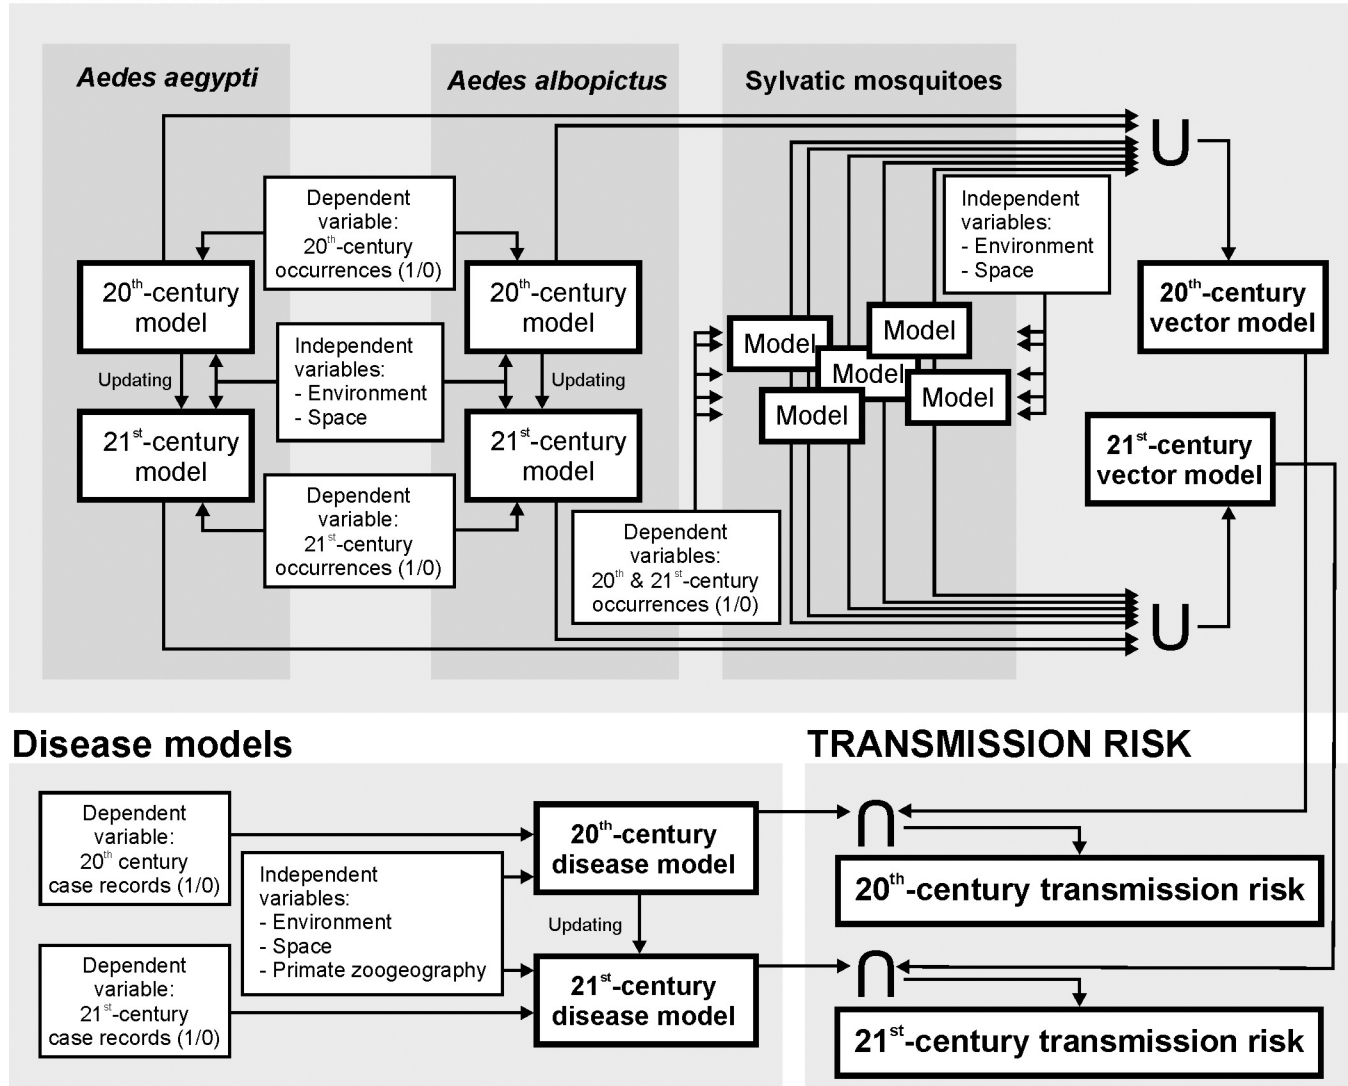 Aedes aegypti
Aedes albopictus
Sylvatic mosquitoes
Dependent
variable:
20th-century
occurrences (1/0)
20th-century
model
20th-century
model
Independent
variables:
- Environment
- Space
Updating
Updating
21st-century
model
21st-century
model
Dependent
variable:
21st-century
occurrences (1/0)
Independent
variables:
- Environment
- Space
Model
Model
Model
Model
Model
Dependent
variables:
20th & 21st-century
occurrences (1/0)
∪
20th-century
vector model
21st-century
vector model
∪
Disease models
Dependent
variable:
20th century
case records (1/0)
Independent
variables:
- Environment
- Space
- Primate zoogeography
Dependent
variable:
21st-century
case records (1/0)
20th-century
disease model
Updating
21st-century
disease model
TRANSMISSION RISK
∩
20th-century transmission risk
∩
21st-century transmission risk